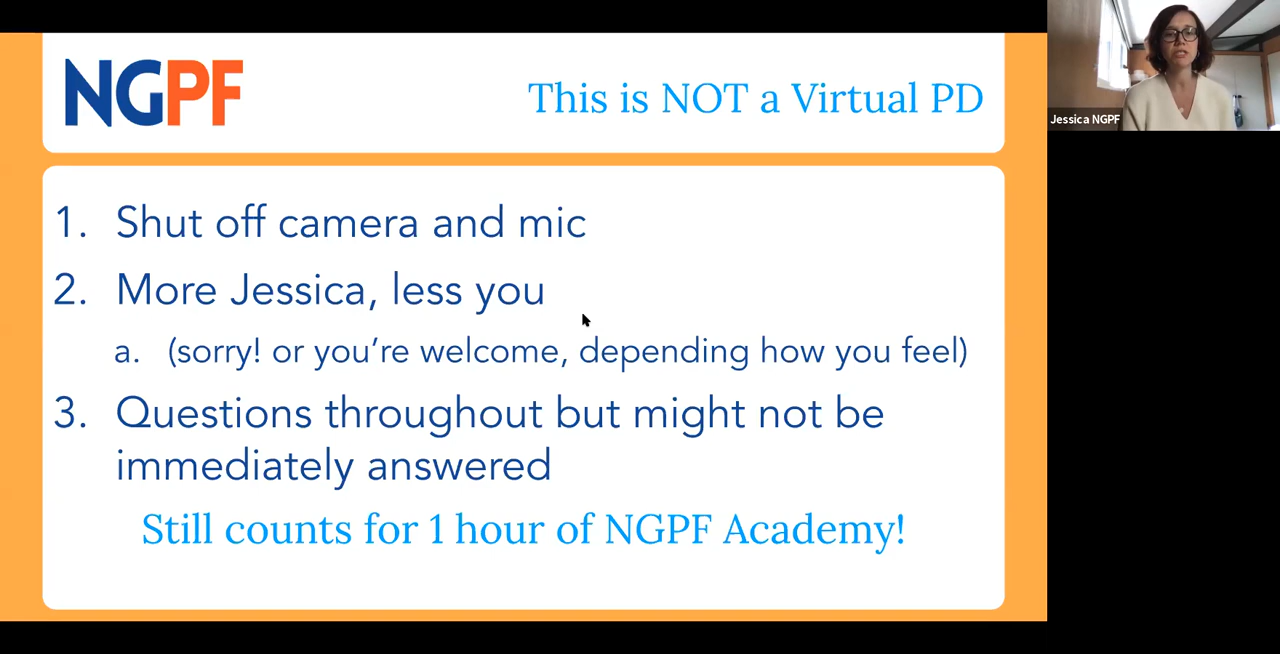 NGPF
This is NOT a Virtual PD
1. Shut off camera and mic
2. More Jessica, less you
a. (sorry! or you're welcome, depending how you feel)
3. Questions throughout but might not be
immediately answered
Still counts for 1 hour of NGPF Academy!
Jessica NGPF